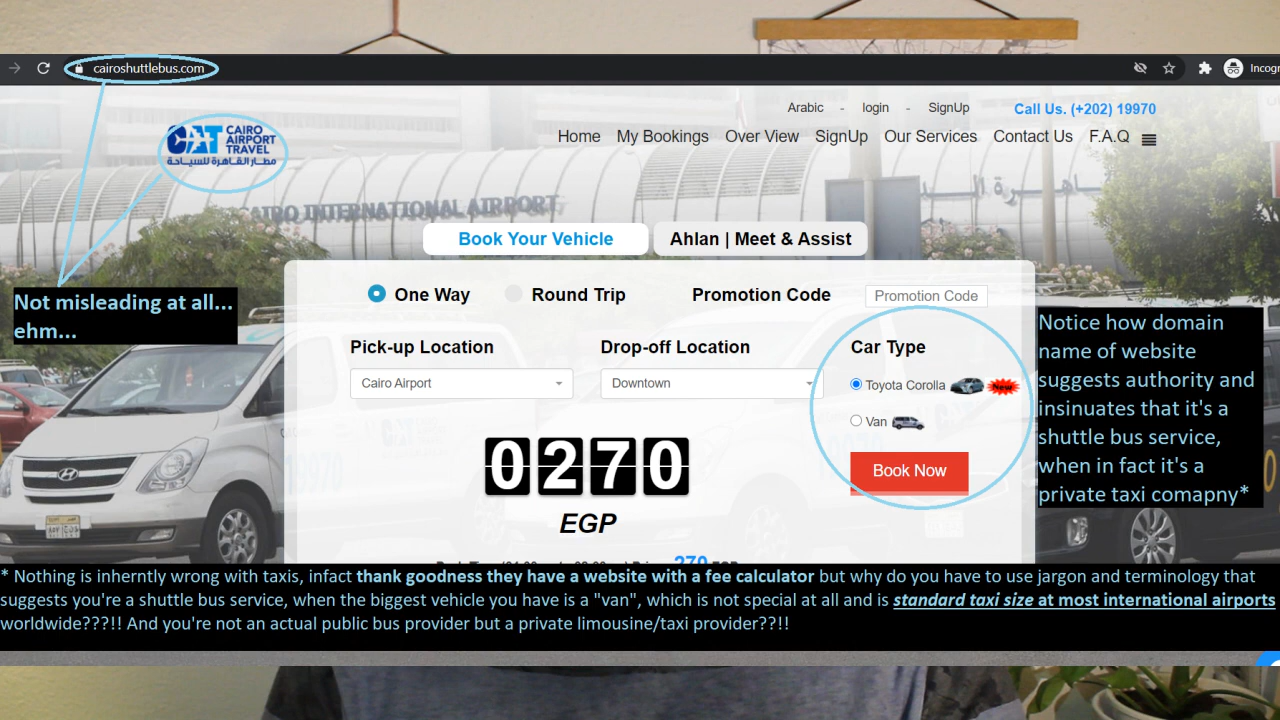 cairoshuttlebus.com
Incogn
Arabic - login - SignUp Call Us. (+202) 19970
CAT CAIRO AIRPORT TRAVEL
مطار القاهرة للسياحة
Home My Bookings Over View SignUp Our Services Contact Us F.A.Q
CAIRO INTERNATIONAL AIRPORT
Book Your Vehicle Ahlan | Meet & Assist
One Way Round Trip Promotion Code Promotion Code
Not misleading at all...
ehm...
Pick-up Location Drop-off Location Car Type
Cairo Airport Downtown Toyota Corolla New
Van
Book Now
0270
EGP
19970
Notice how domain
name of website
suggests authority and
insinuates that it's a
shuttle bus service,
when in fact it's a
private taxi comapny*
* Nothing is inherntly wrong with taxis, infact thank goodness they have a website with a fee calculator but why do you have to use jargon and terminology that
suggests you're a shuttle bus service, when the biggest vehicle you have is a "van", which is not special at all and is standard taxi size at most international airports
worldwide???!! And you're not an actual public bus provider but a private limousine/taxi provider??!!